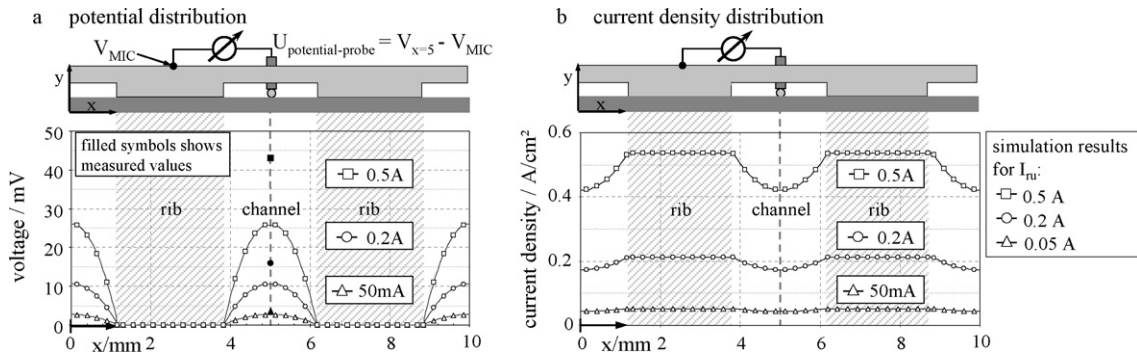 a potential distribution
V_MIC
U_potential-probe = V_x=5 - V_MIC
y
x
filled symbols shows
measured values
50
40
30
20
10
0
voltage / mV
0.5A
0.2A
50mA
rib
channel
rib
0
x/mm
2
4
6
8
10
b current density distribution
y
x
0.6
0.4
0.2
0
current density / A/cm²
0.5A
0.2A
50mA
rib
channel
rib
0
x/mm
2
4
6
8
10
simulation results
for I_ru:
0.5 A
0.2 A
0.05 A